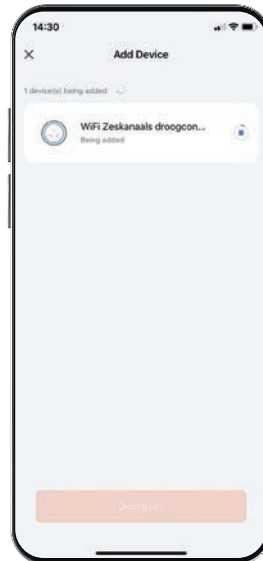 14:30
Add Device
1 device(s) being added
WiFi Zeskanaals droogcon...
Being added